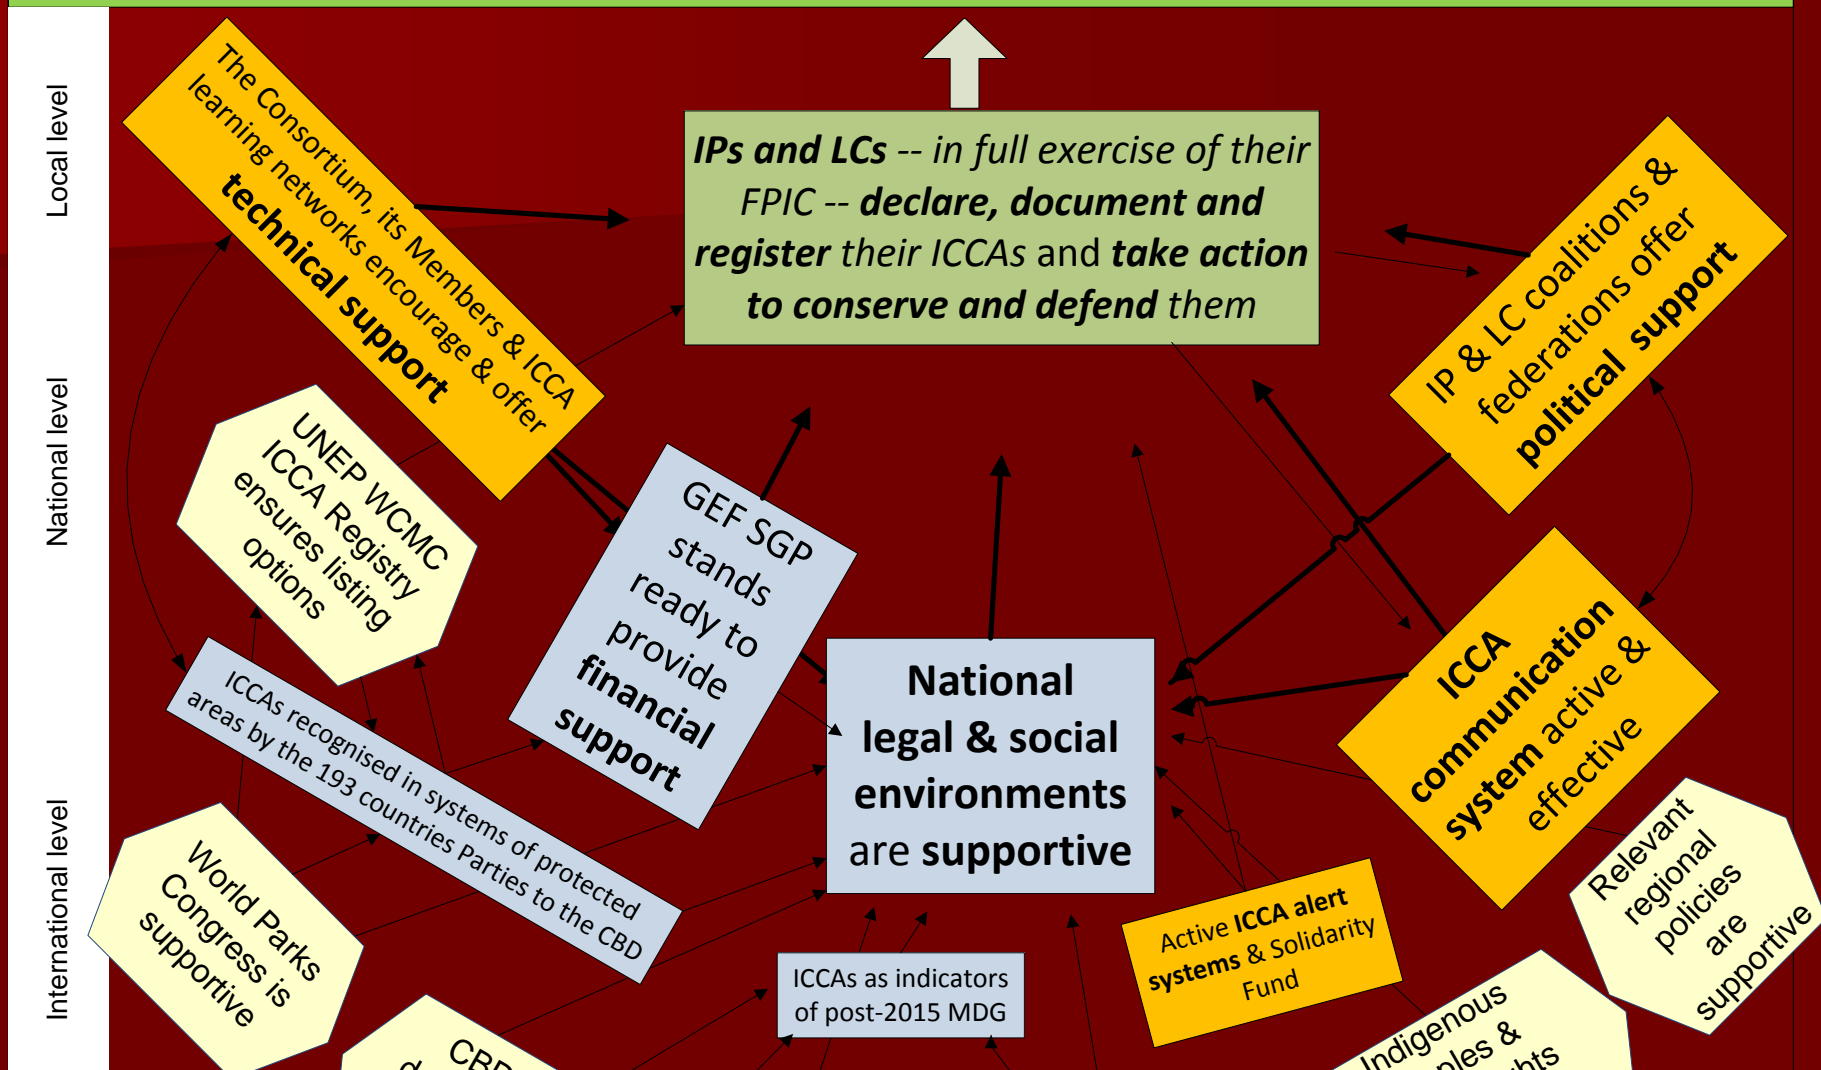 Local level
National level
International level
The Consortium, its Members & ICCA
learning networks encourage & offer
technical support
IPs and LCs -- in full exercise of their
FPIC -- declare, document and
register their ICCAs and take action
to conserve and defend them
IP & LC coalitions &
federations offer
political support
UNEP WCMC
ICCA Registry
ensures listing
options
GEF SGP
stands
ready to
provide
financial
support
ICCA
communication
system active &
effective
National
legal & social
environments
are supportive
ICCAs recognised in systems of protected
areas by the 193 countries Parties to the CBD
World Parks
Congress is
supportive
Relevant
regional
policies
are
supportive
Active ICCA alert
systems & Solidarity
Fund
ICCAs as indicators
of post-2015 MDG
CBD
Indigenous